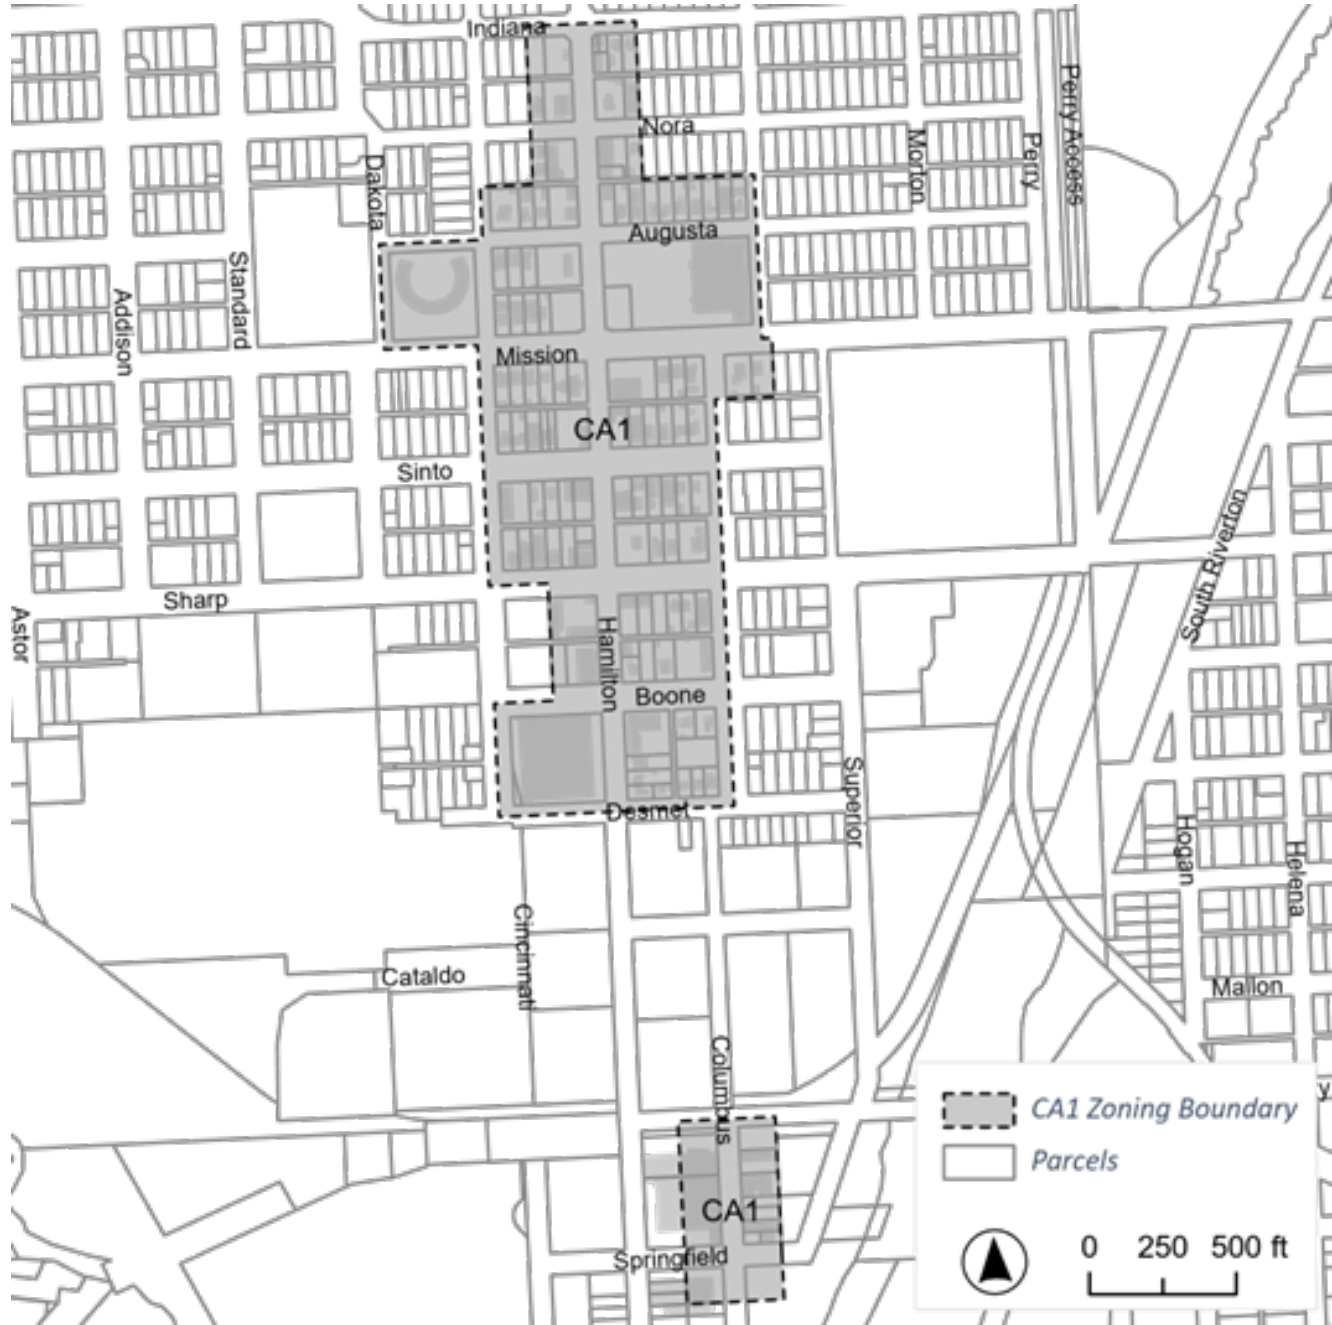 Indiana
Perry Access
Nora
Morton
Perry
Dakota
Augusta
Standard
Addison
Mission
CA1
Sinto
South Riverton
Sharp
Astor
Hamilton
Boone
Superior
Desmet
Hogan
Helena
Cincinnati
Cataldo
Mallon
Columbus
CA1
Springfield
y
CA1 Zoning Boundary
Parcels
0 250 500 ft